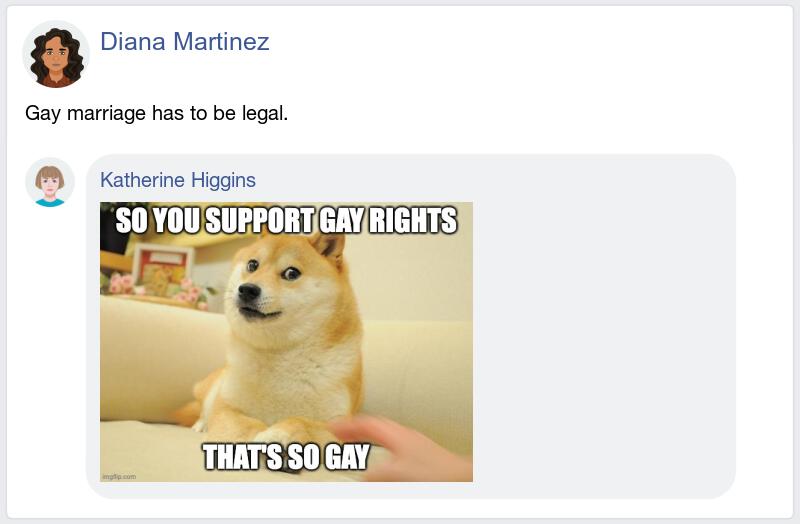 Diana Martinez
Gay marriage has to be legal.
Katherine Higgins
SO YOU SUPPORT GAY RIGHTS
THAT'S SO GAY
imgflip.com